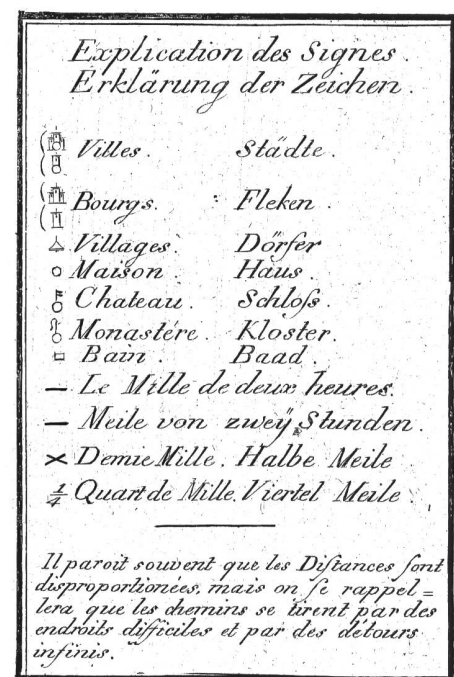 Explication des Signes.
Erklärung der Zeichen.
Villes. Städte.
Bourgs. Fleken.
Villages. Dörfer
Maison. Haus.
Chateau. Schloſs.
Monastére. Kloster.
Bain. Baad.
— Le Mille de deux heures.
— Meile von zweÿ Stunden.
× Demie Mille. Halbe Meile
¼ Quart de Mille. Viertel Meile.
Il paroit souvent que les Diſtances ſont
disproportionées, mais on ſe rappel=
lera que les chemins se tirent par des
endroits difficiles et par des détours
infinis.